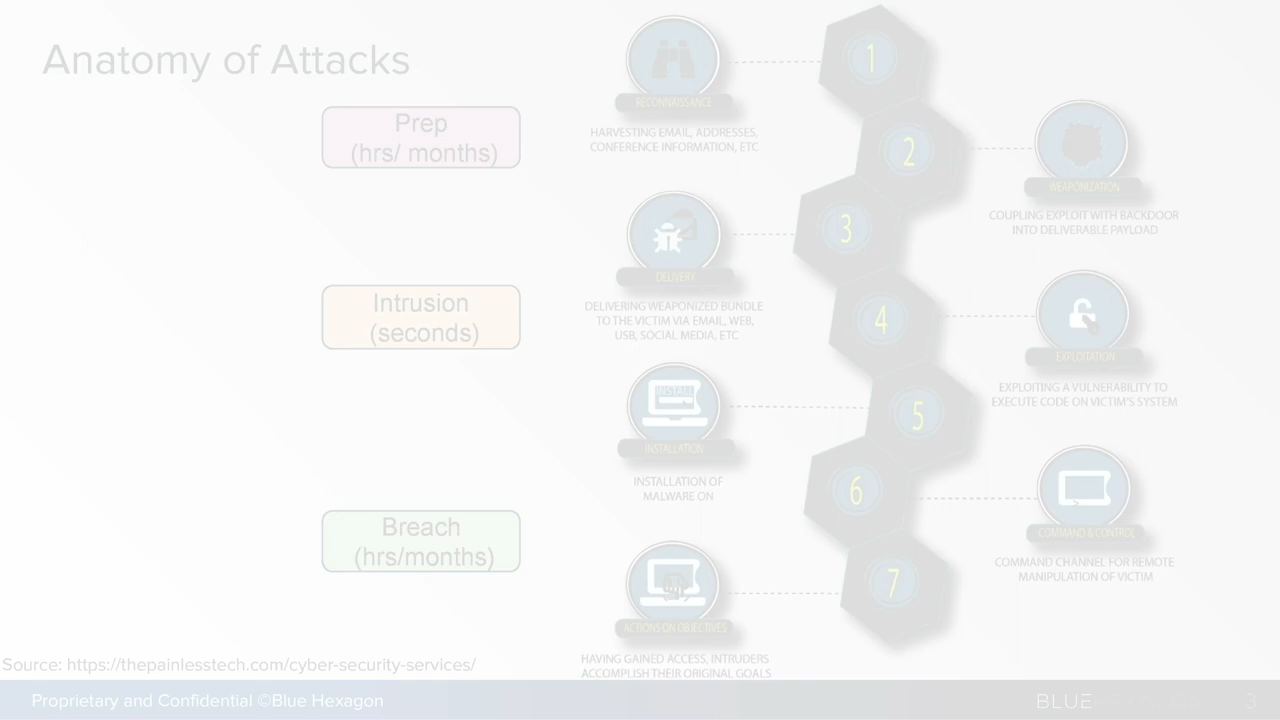 Anatomy of Attacks
Prep
(hrs/ months)
Intrusion
(seconds)
Breach
(hrs/months)
1
RECONNAISSANCE
HARVESTING EMAIL, ADDRESSES,
CONFERENCE INFORMATION, ETC
2
WEAPONIZATION
COUPLING EXPLOIT WITH BACKDOOR
INTO DELIVERABLE PAYLOAD
3
DELIVERY
DELIVERING WEAPONIZED BUNDLE
TO THE VICTIM VIA EMAIL, WEB,
USB, SOCIAL MEDIA, ETC
4
EXPLOITATION
EXPLOITING A VULNERABILITY TO
EXECUTE CODE ON VICTIM'S SYSTEM
5
INSTALL
INSTALLATION
INSTALLATION OF
MALWARE ON
6
COMMAND & CONTROL
COMMAND CHANNEL FOR REMOTE
MANIPULATION OF VICTIM
7
ACTIONS ON OBJECTIVES
HAVING GAINED ACCESS, INTRUDERS
ACCOMPLISH THEIR ORIGINAL GOALS
Source: https://thepainlesstech.com/cyber-security-services/
Proprietary and Confidential ©Blue Hexagon
BLUE
3